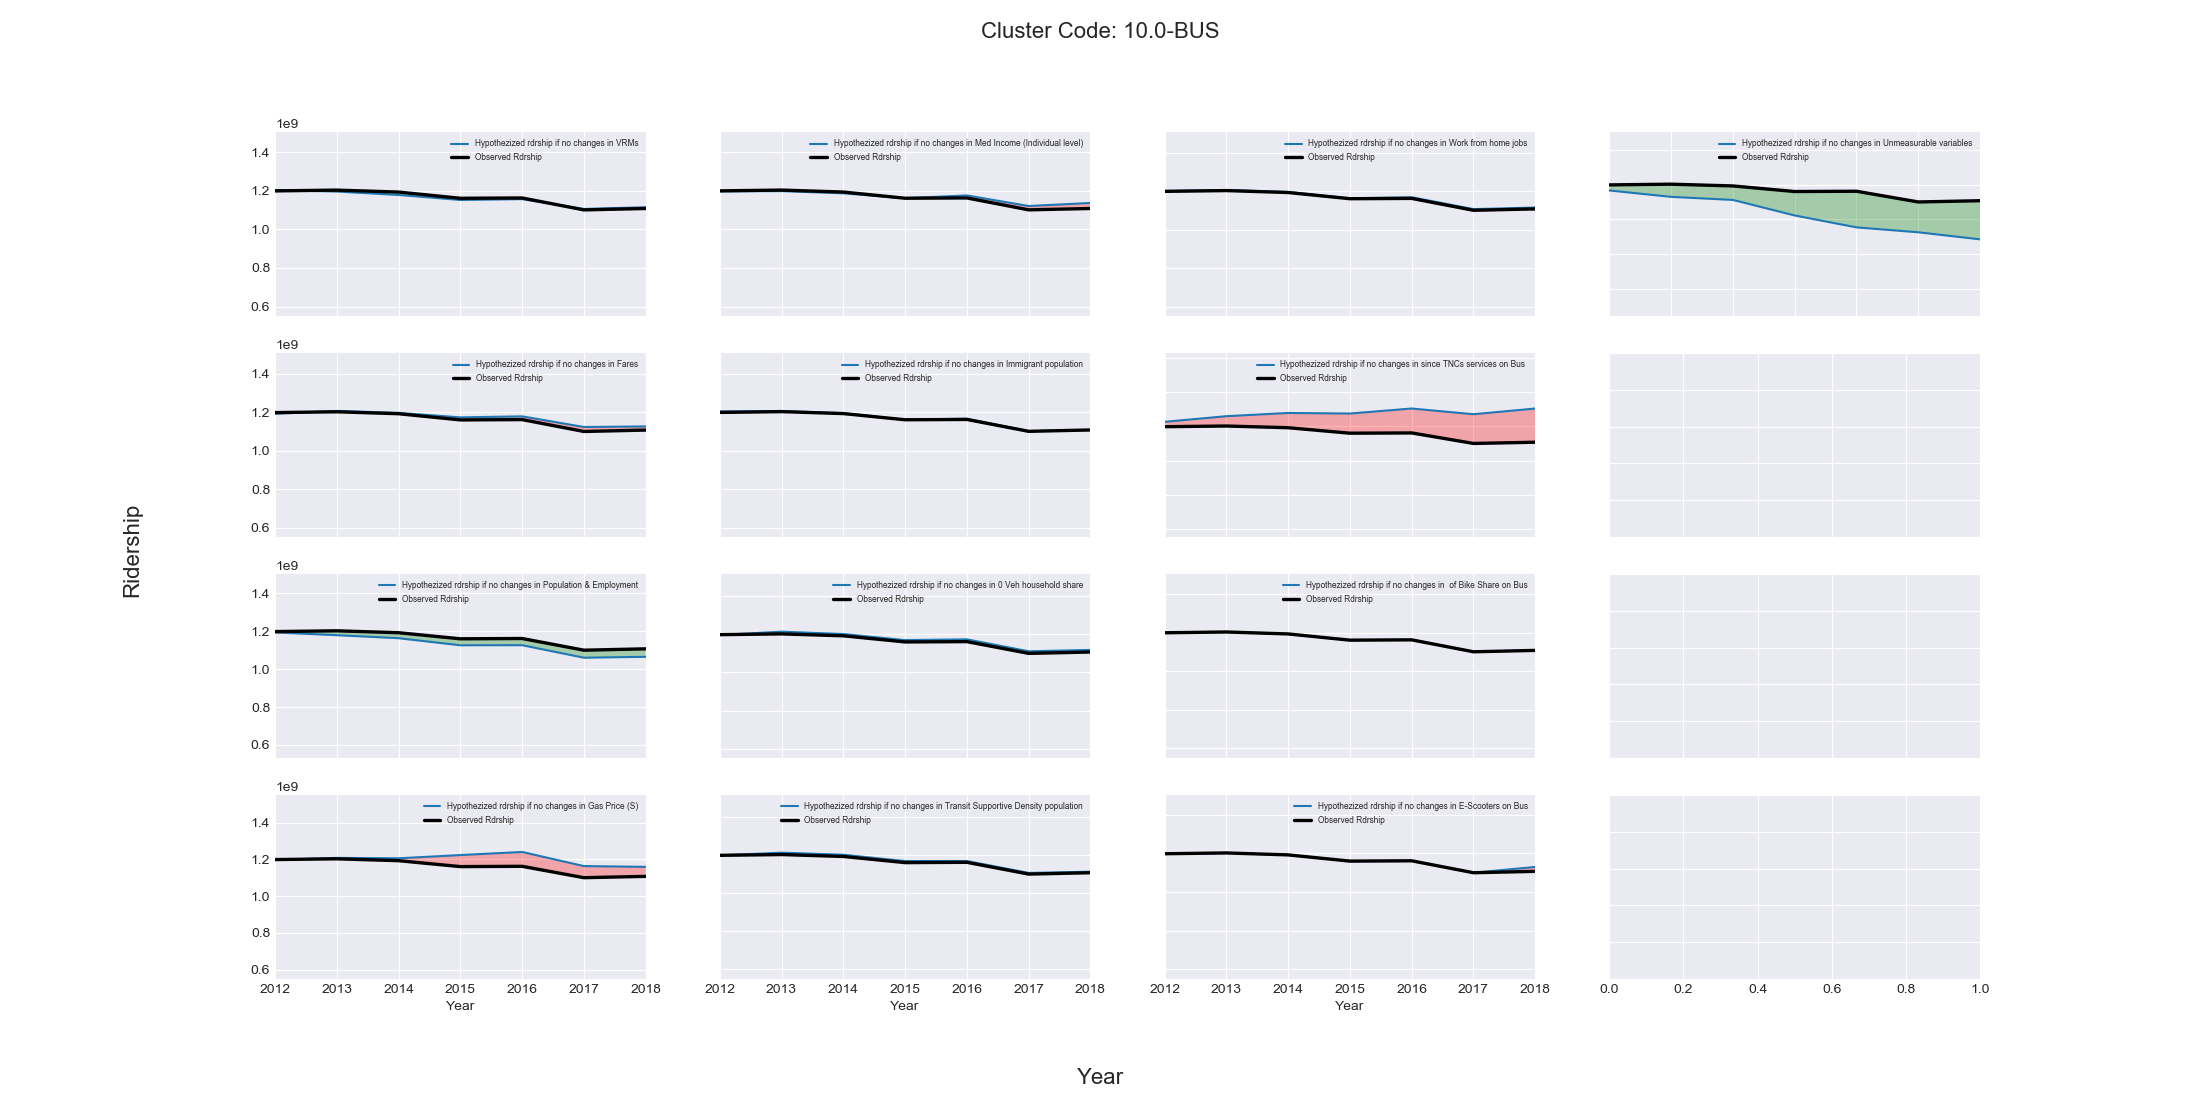 Cluster Code: 10.0-BUS
Ridership
1e9
1.4
1.2
1.0
0.8
0.6
Hypothezized rdrship if no changes in VRMs
Observed Rdrship
Hypothezized rdrship if no changes in Med Income (Individual level)
Observed Rdrship
Hypothezized rdrship if no changes in Work from home jobs
Observed Rdrship
Hypothezized rdrship if no changes in Unmeasurable variables
Observed Rdrship
1e9
1.4
1.2
1.0
0.8
0.6
Hypothezized rdrship if no changes in Fares
Observed Rdrship
Hypothezized rdrship if no changes in Immigrant population
Observed Rdrship
Hypothezized rdrship if no changes in since TNCs services on Bus
Observed Rdrship
1e9
1.4
1.2
1.0
0.8
0.6
Hypothezized rdrship if no changes in Population & Employment
Observed Rdrship
Hypothezized rdrship if no changes in 0 Veh household share
Observed Rdrship
Hypothezized rdrship if no changes in  of Bike Share on Bus
Observed Rdrship
1e9
1.4
1.2
1.0
0.8
0.6
Hypothezized rdrship if no changes in Gas Price (S)
Observed Rdrship
Hypothezized rdrship if no changes in Transit Supportive Density population
Observed Rdrship
Hypothezized rdrship if no changes in E-Scooters on Bus
Observed Rdrship
2012 2013 2014 2015 2016 2017 2018
Year
2012 2013 2014 2015 2016 2017 2018
Year
2012 2013 2014 2015 2016 2017 2018
Year
0.0 0.2 0.4 0.6 0.8 1.0
Year